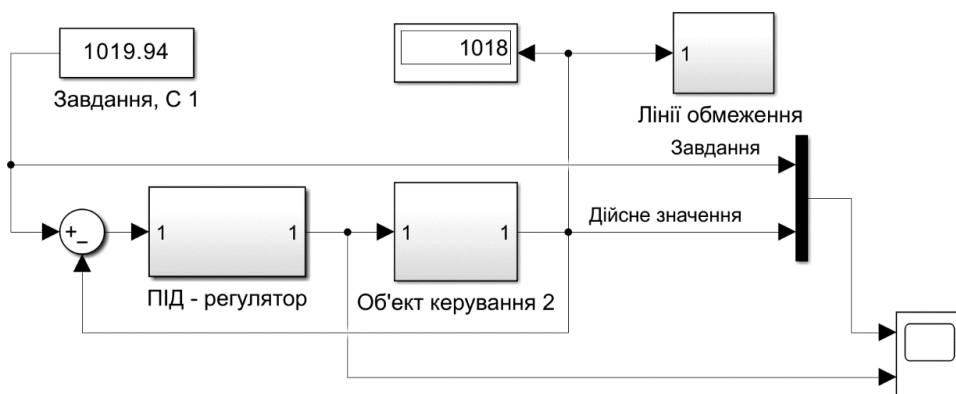 1019.94
Завдання, С 1
1018
1
Лінії обмеження
Завдання
+
_
1
1
ПІД - регулятор
1
1
Об'ект керування 2
Дійсне значення